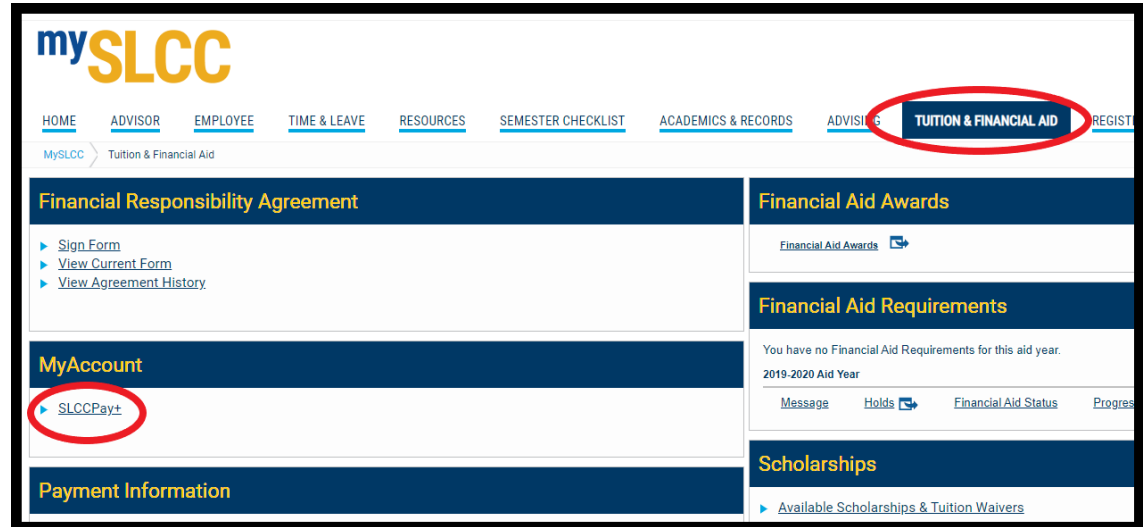 mySLCC
HOME ADVISOR EMPLOYEE TIME & LEAVE RESOURCES SEMESTER CHECKLIST ACADEMICS & RECORDS ADVISING TUITION & FINANCIAL AID REGIST
MySLCC Tuition & Financial Aid
Financial Responsibility Agreement
Sign Form
View Current Form
View Agreement History
MyAccount
SLCCPay+
Payment Information
Financial Aid Awards
Financial Aid Awards
Financial Aid Requirements
You have no Financial Aid Requirements for this aid year.
2019-2020 Aid Year
Message Holds Financial Aid Status Progres
Scholarships
Available Scholarships & Tuition Waivers